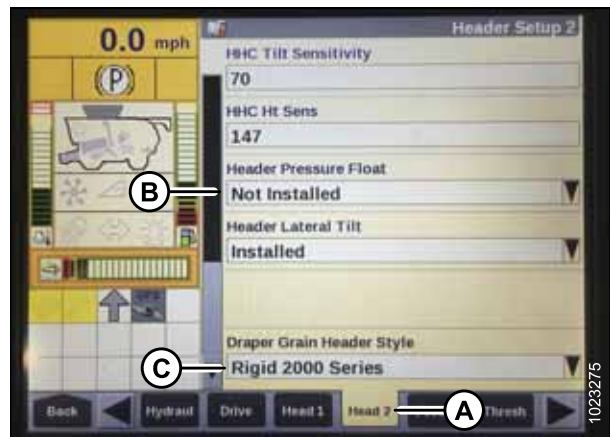 0.0 mph
(P)
Header Setup 2
HHC Tilt Sensitivity
70
HHC Ht Sens
147
Header Pressure Float
B
Not Installed
Header Lateral Tilt
Installed
Draper Grain Header Style
C
Rigid 2000 Series
Back
Hydraul
Drive
Head 1
Head 2
A
Thresh
1023275